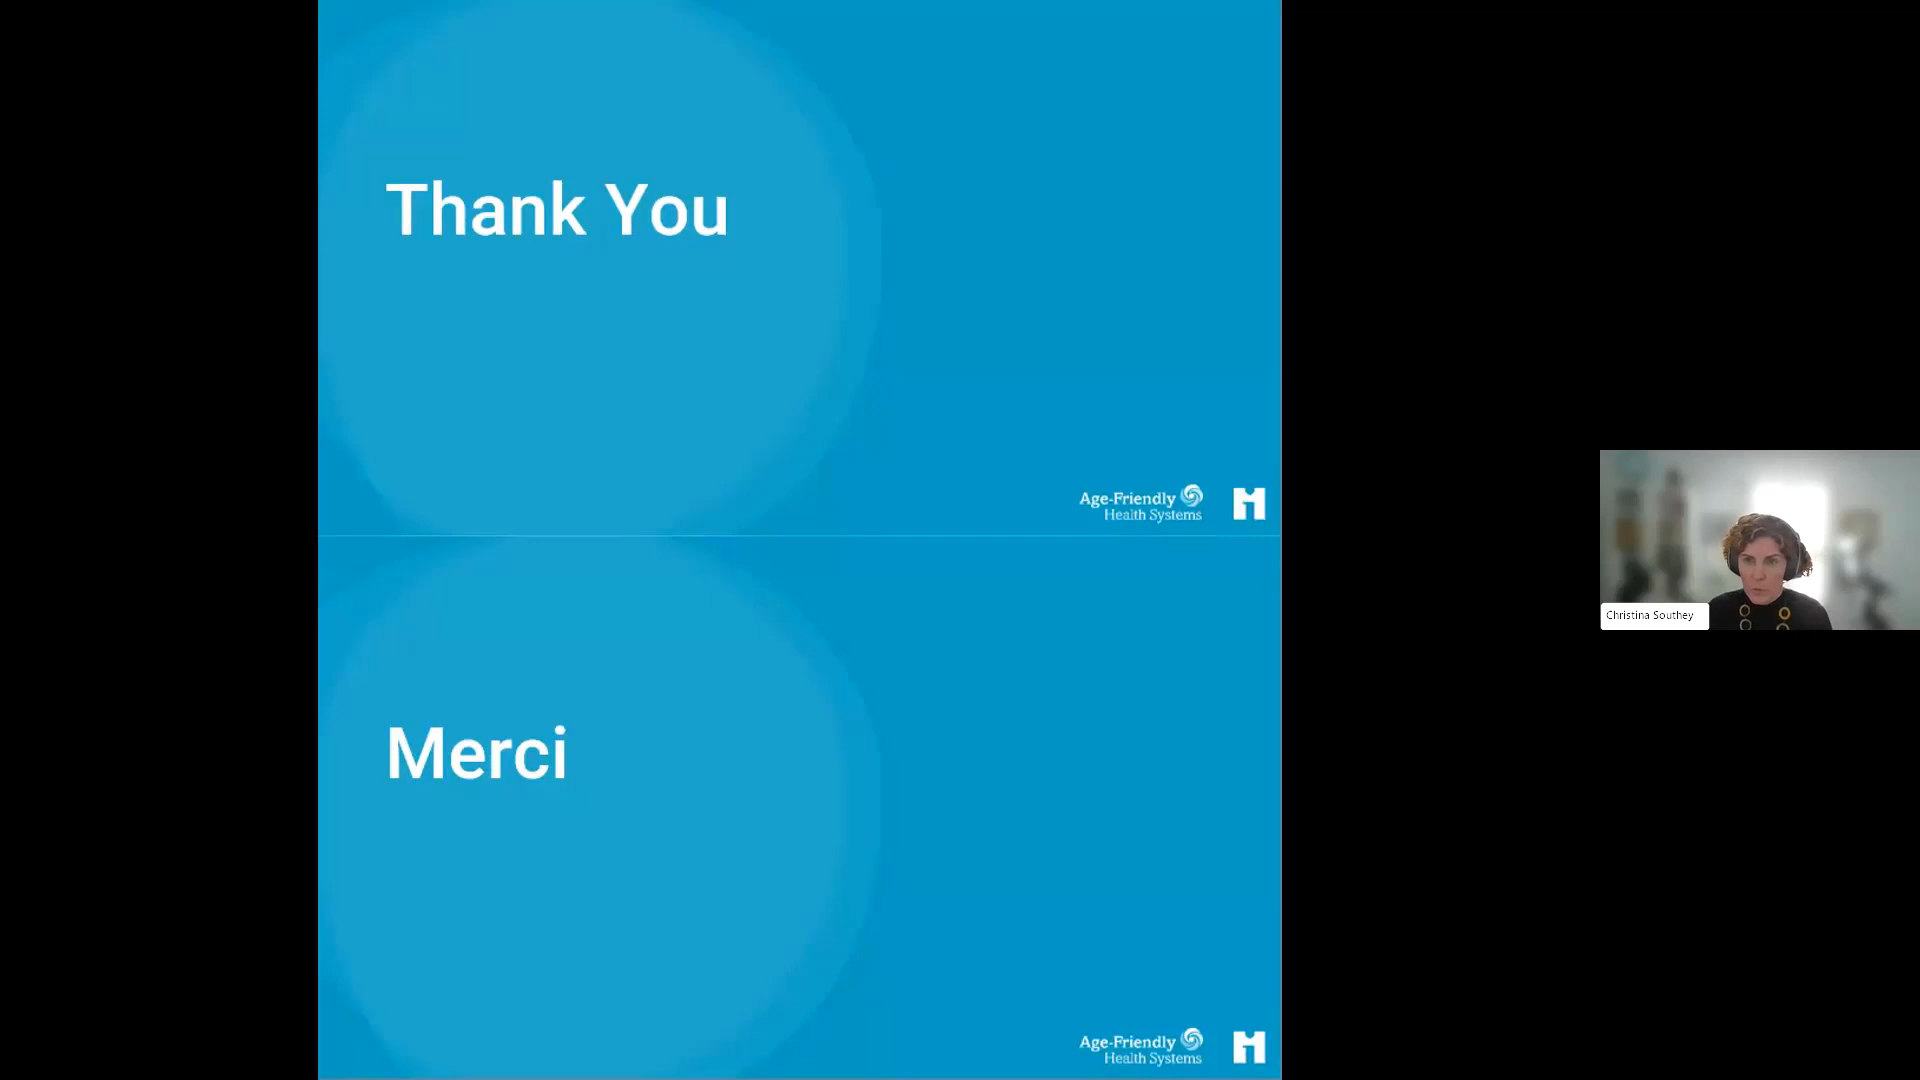 Thank You
Age-Friendly
Health Systems
Merci
Age-Friendly
Health Systems
Christina Southey